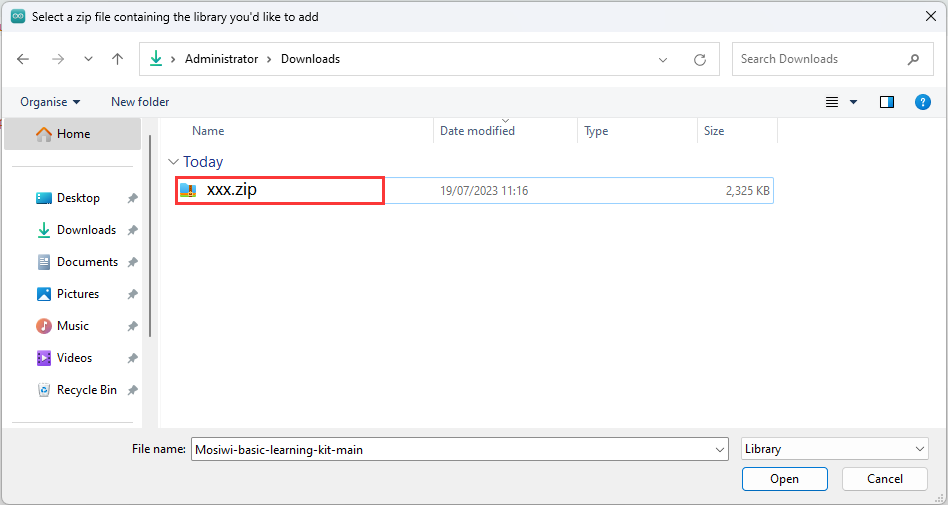 Select a zip file containing the library you'd like to add
Administrator Downloads
Search Downloads
Organise New folder
Name Date modified Type Size
Home
Today
xxx.zip 19/07/2023 11:16 2,325 KB
Desktop
Downloads
Documents
Pictures
Music
Videos
Recycle Bin
File name: Mosiwi-basic-learning-kit-main Library
Open Cancel